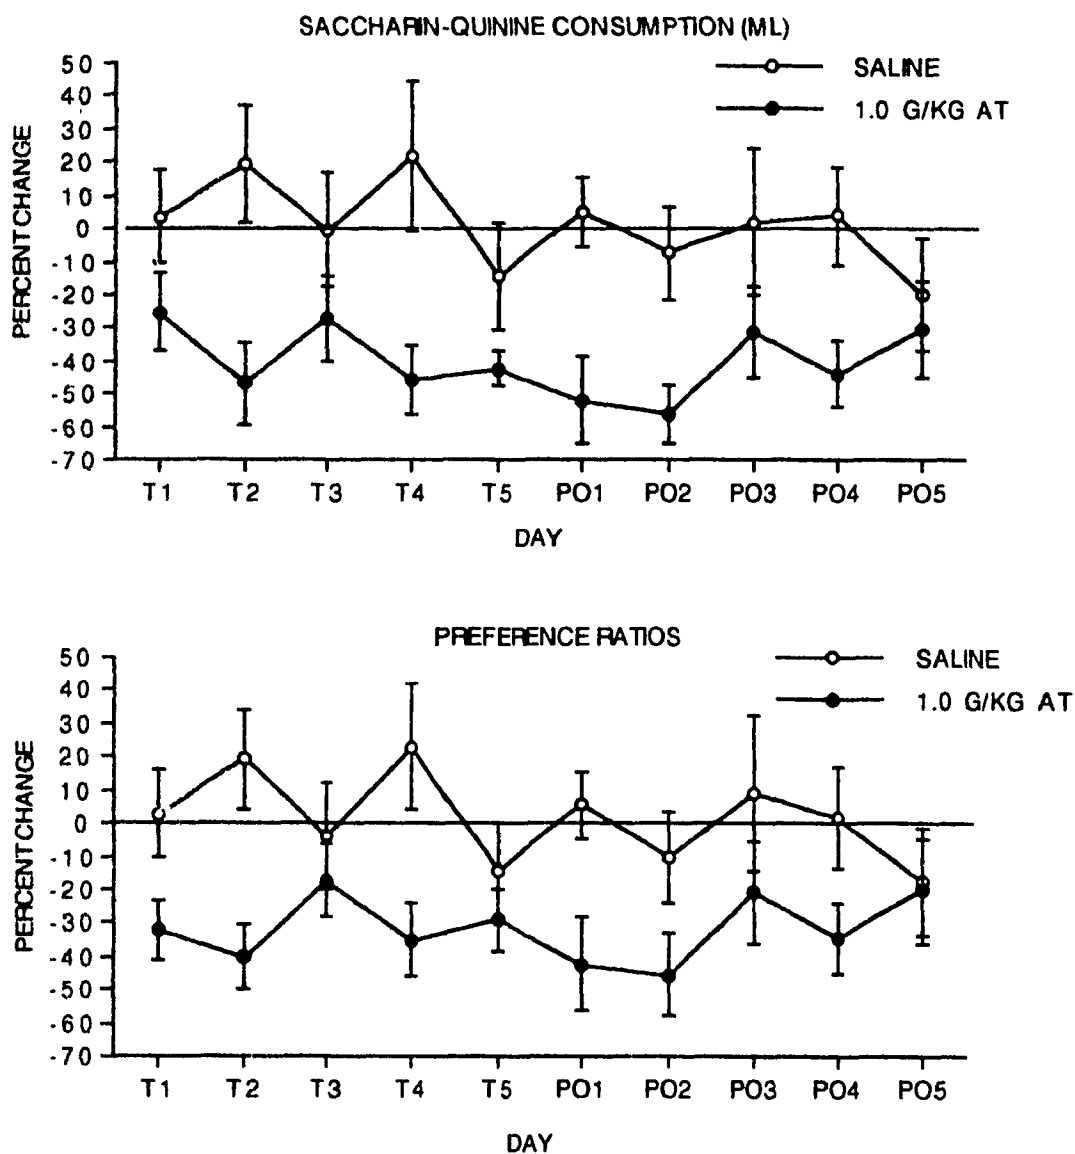 SACCHARIN-QUININE CONSUMPTION (ML)
SALINE
1.0 G/KG AT
PERCENT CHANGE
50
40
30
20
10
0
-10
-20
-30
-40
-50
-60
-70
T1 T2 T3 T4 T5 PO1 PO2 PO3 PO4 PO5
DAY
PREFERENCE RATIOS
SALINE
1.0 G/KG AT
PERCENT CHANGE
50
40
30
20
10
0
-10
-20
-30
-40
-50
-60
-70
T1 T2 T3 T4 T5 PO1 PO2 PO3 PO4 PO5
DAY